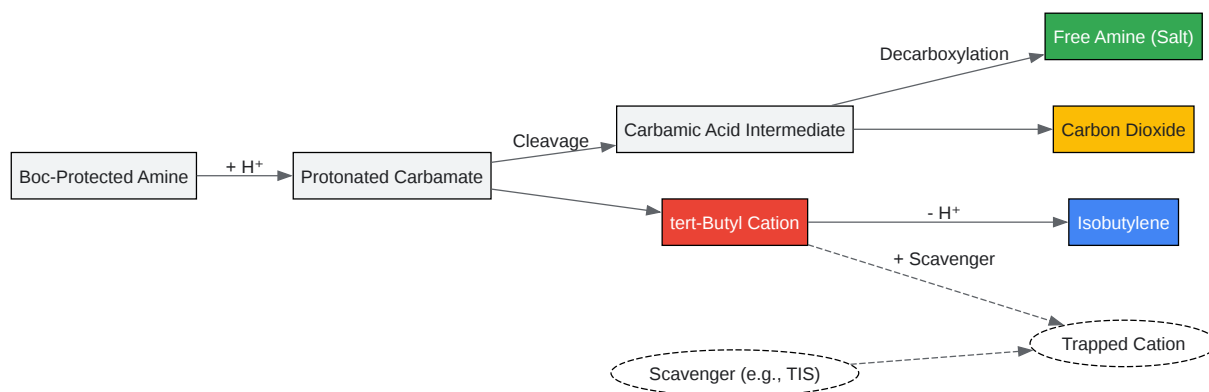 Free Amine (Salt)
Decarboxylation
Cleavage
Carbamic Acid Intermediate
Carbon Dioxide
Boc-Protected Amine
+ H⁺
Protonated Carbamate
tert-Butyl Cation
- H⁺
Isobutylene
+ Scavenger
Trapped Cation
Scavenger (e.g., TIS)